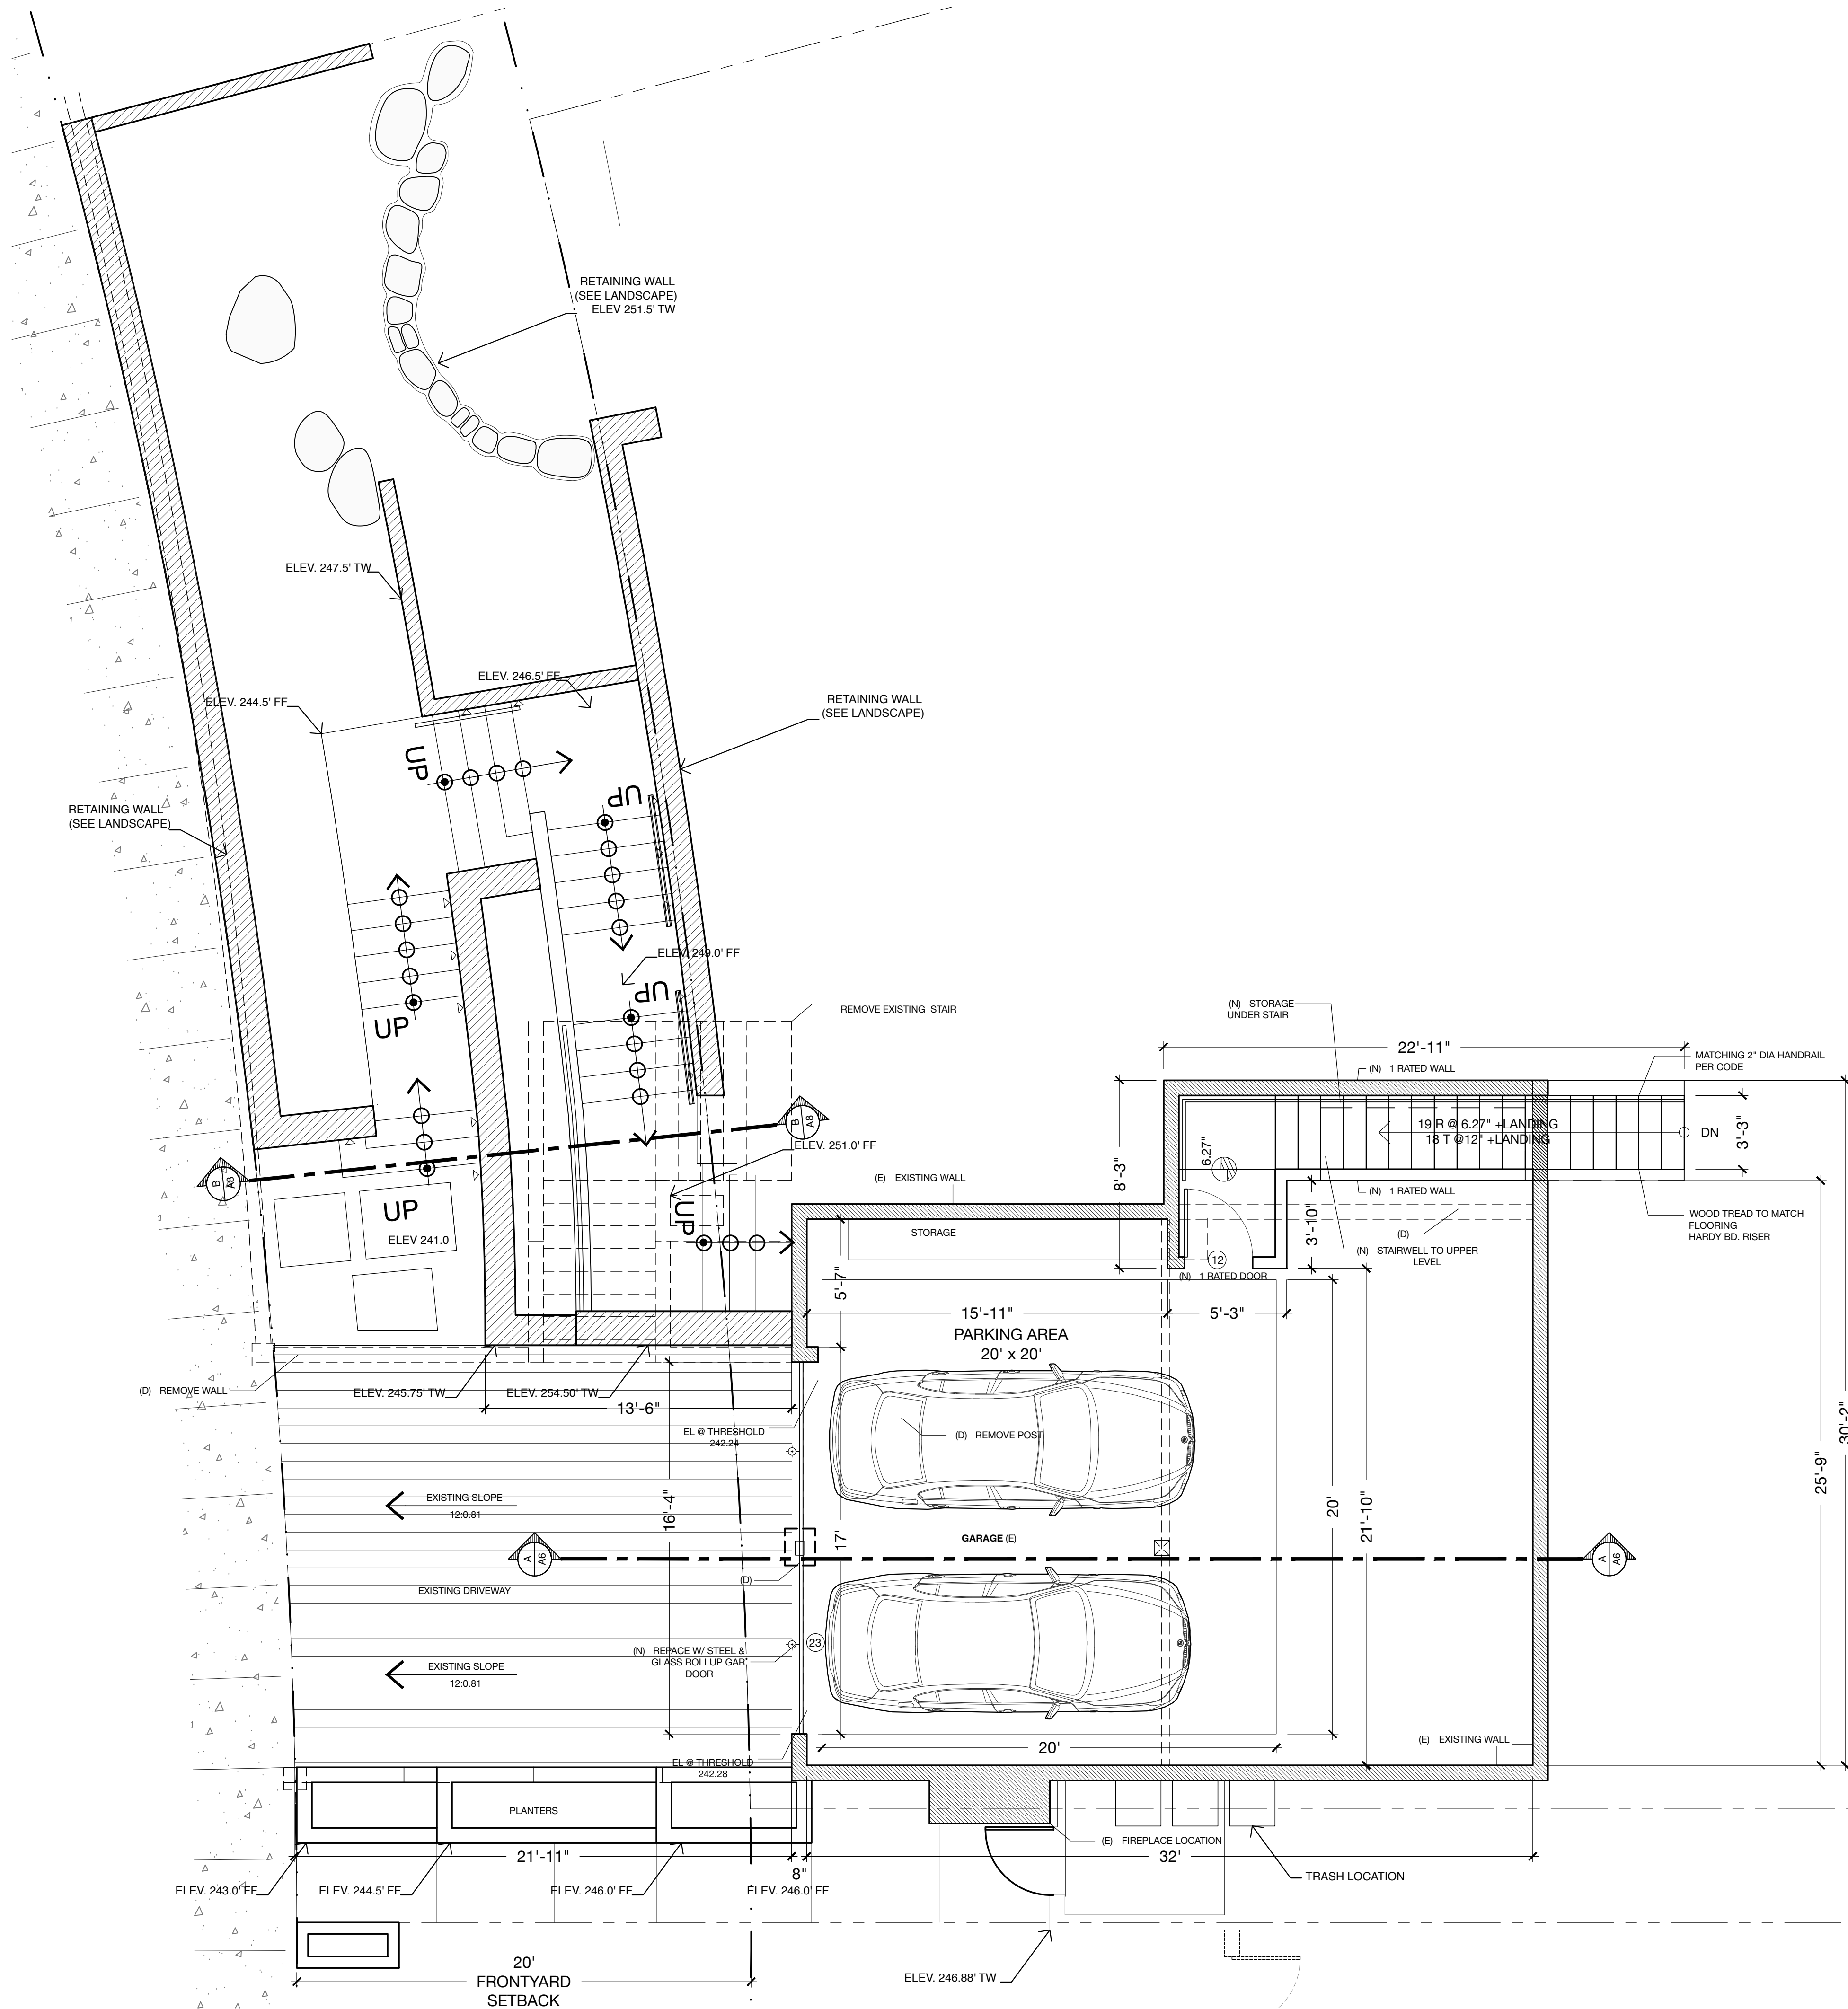 RETAINING WALL
(SEE LANDSCAPE)
ELEV 251.5' TW
ELEV. 247.5' TW
ELEV. 246.5' FF
ELEV. 244.5' FF
RETAINING WALL
(SEE LANDSCAPE)
UP
UP
RETAINING WALL
(SEE LANDSCAPE)
ELEV. 249.0' FF
UP
UP
REMOVE EXISTING STAIR
(N) STORAGE
UNDER STAIR
22'-11"
MATCHING 2" DIA HANDRAIL
PER CODE
(N) 1 RATED WALL
B
A8
19 R @ 6.27" +LANDING
18 T @12" +LANDING
DN
3'-3"
ELEV. 251.0' FF
6.27"
8'-3"
B
A8
(E) EXISTING WALL
(N) 1 RATED WALL
UP
UP
ELEV 241.0
WOOD TREAD TO MATCH
FLOORING
HARDY BD. RISER
STORAGE
3'-10"
(D)
(N) STAIRWELL TO UPPER
LEVEL
12
(N) 1 RATED DOOR
5'-7"
15'-11"
5'-3"
PARKING AREA
20' x 20'
(D) REMOVE WALL
ELEV. 245.75' TW
ELEV. 254.50' TW
13'-6"
30'-2"
EL @ THRESHOLD
242.24
(D) REMOVE POST
25'-9"
EXISTING SLOPE
12:0.81
16'-4"
20'
21'-10"
17'
GARAGE (E)
A
A6
A
A6
(D)
EXISTING DRIVEWAY
(N) REPACE W/ STEEL &
GLASS ROLLUP GAR.
DOOR
23
EXISTING SLOPE
12:0.81
(E) EXISTING WALL
20'
EL @ THRESHOLD
242.28
PLANTERS
(E) FIREPLACE LOCATION
21'-11"
8"
32'
TRASH LOCATION
ELEV. 243.0' FF
ELEV. 244.5' FF
ELEV. 246.0' FF
ELEV. 246.0' FF
20'
FRONTYARD
SETBACK
ELEV. 246.88' TW